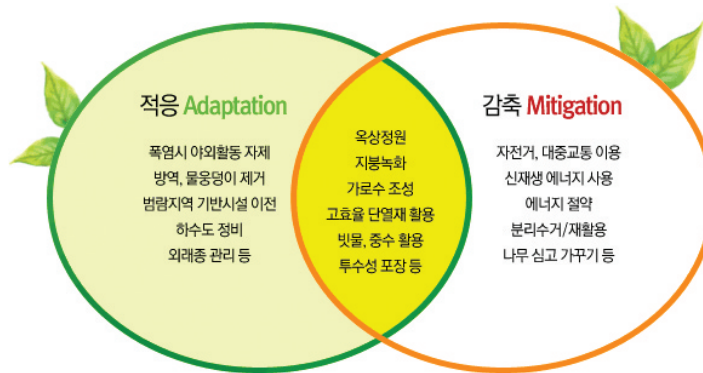 적응 Adaptation
폭염시 야외활동 자제
방역, 물웅덩이 제거
범람지역 기반시설 이전
하수도 정비
외래종 관리 등
옥상정원
지붕녹화
가로수 조성
고효율 단열재 활용
빗물, 중수 활용
투수성 포장 등
감축 Mitigation
자전거, 대중교통 이용
신재생 에너지 사용
에너지 절약
분리수거/재활용
나무 심고 가꾸기 등